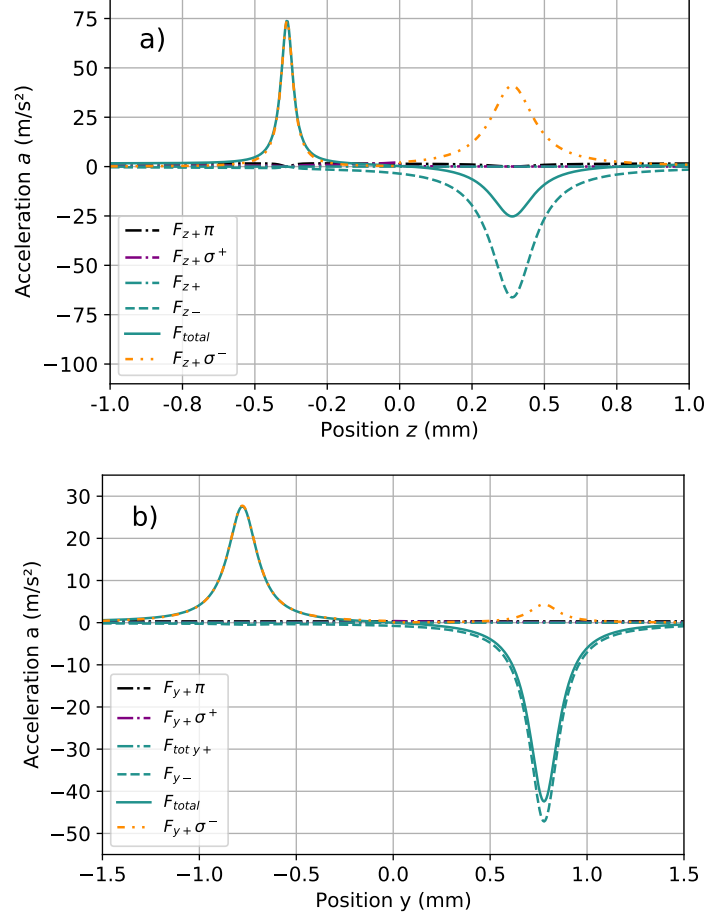 a)
Acceleration a (m/s²)
75
50
25
0
−25
−50
−75
−100
F_{z+}π
F_{z+}σ⁺
F_{z+}
F_{z−}
F_{total}
F_{z+}σ⁻
-1.0 -0.8 -0.5 -0.2 0.0 0.2 0.5 0.8 1.0
Position z (mm)
b)
Acceleration a (m/s²)
30
20
10
0
−10
−20
−30
−40
−50
F_{y+}π
F_{y+}σ⁺
F_{tot y+}
F_{y−}
F_{total}
F_{y+}σ⁻
−1.5 −1.0 −0.5 0.0 0.5 1.0 1.5
Position y (mm)